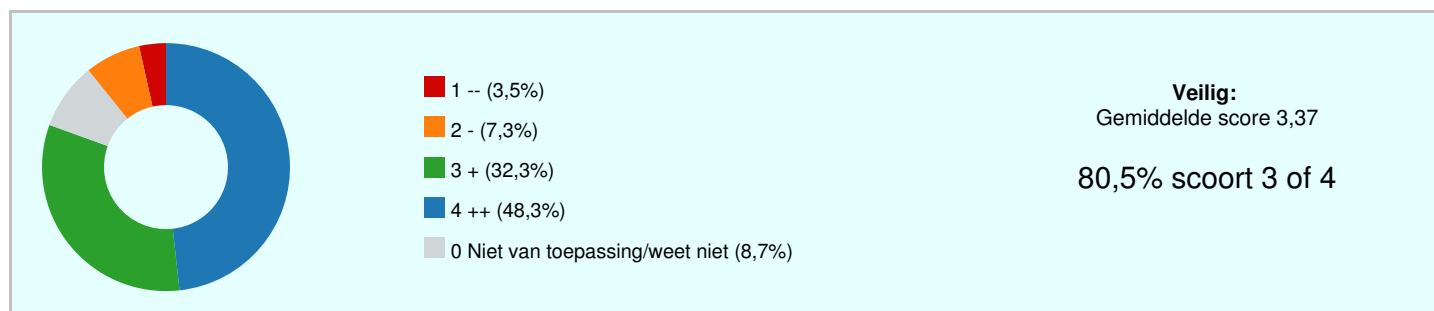 1 -- (3,5%)
2 - (7,3%)
3 + (32,3%)
4 ++ (48,3%)
0 Niet van toepassing/weet niet (8,7%)
Veilig:
Gemiddelde score 3,37
80,5% scoort 3 of 4